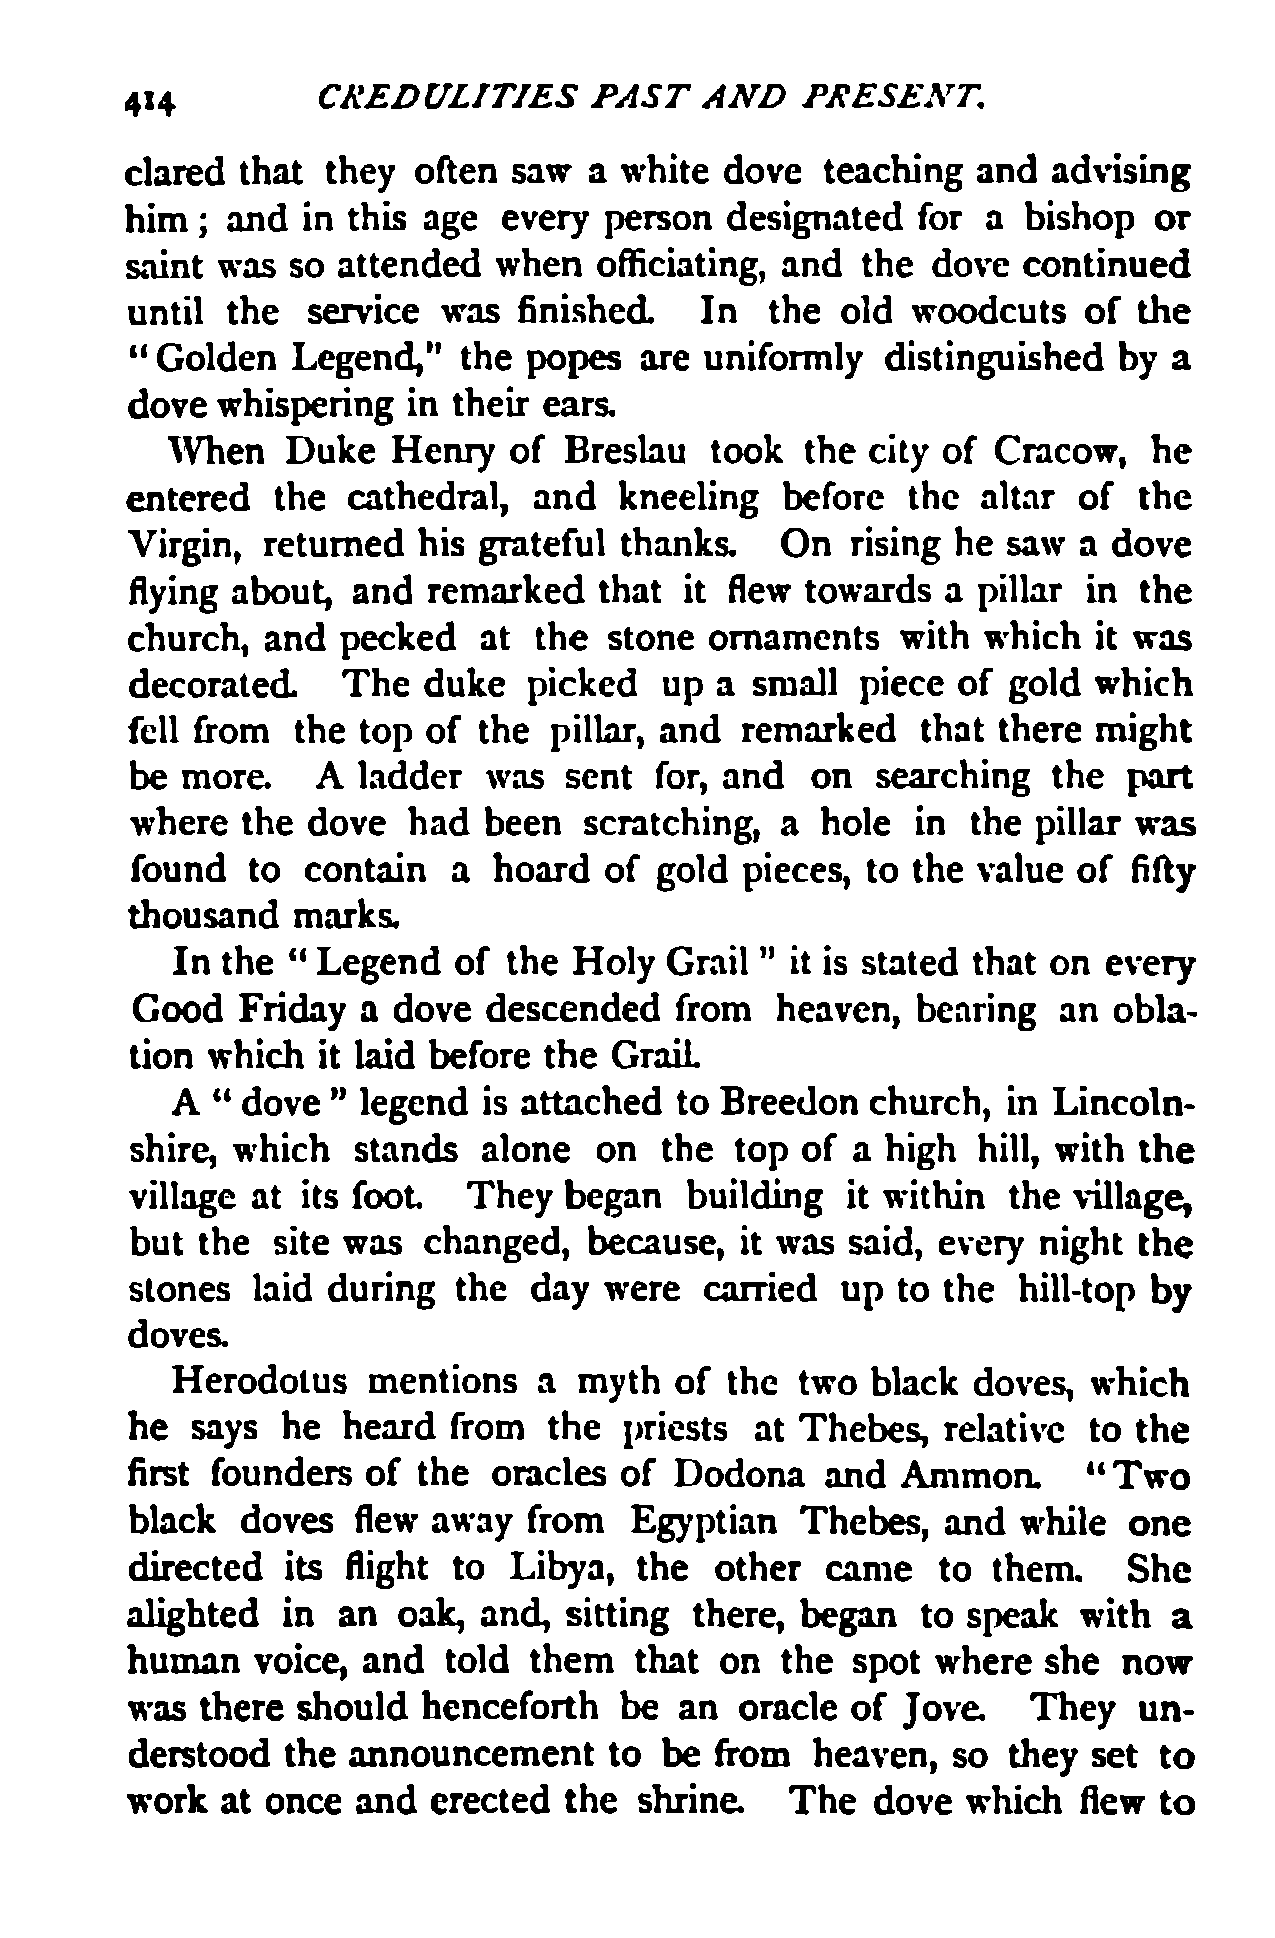 414 CREDULITIES PAST AND PRESENT.
clared that they often saw a white dove teaching and advising
him ; and in this age every person designated for a bishop or
saint was so attended when officiating, and the dove continued
until the service was finished. In the old woodcuts of the
“Golden Legend,” the popes are uniformly distinguished by a
dove whispering in their ears.
When Duke Henry of Breslau took the city of Cracow, he
entered the cathedral, and kneeling before the altar of the
Virgin, returned his grateful thanks. On rising he saw a dove
flying about, and remarked that it flew towards a pillar in the
church, and pecked at the stone ornaments with which it was
decorated. The duke picked up a small piece of gold which
fell from the top of the pillar, and remarked that there might
be more. A ladder was sent for, and on searching the part
where the dove had been scratching, a hole in the pillar was
found to contain a hoard of gold pieces, to the value of fifty
thousand marks.
In the “ Legend of the Holy Grail ” it is stated that on every
Good Friday a dove descended from heaven, bearing an obla-
tion which it laid before the Grail.
A “ dove ” legend is attached to Breedon church, in Lincoln-
shire, which stands alone on the top of a high hill, with the
village at its foot. They began building it within the village,
but the site was changed, because, it was said, every night the
stones laid during the day were carried up to the hill-top by
doves.
Herodotus mentions a myth of the two black doves, which
he says he heard from the priests at Thebes, relative to the
first founders of the oracles of Dodona and Ammon. “Two
black doves flew away from Egyptian Thebes, and while one
directed its flight to Libya, the other came to them. She
alighted in an oak, and, sitting there, began to speak with a
human voice, and told them that on the spot where she now
was there should henceforth be an oracle of Jove. They un-
derstood the announcement to be from heaven, so they set to
work at once and erected the shrine. The dove which flew to